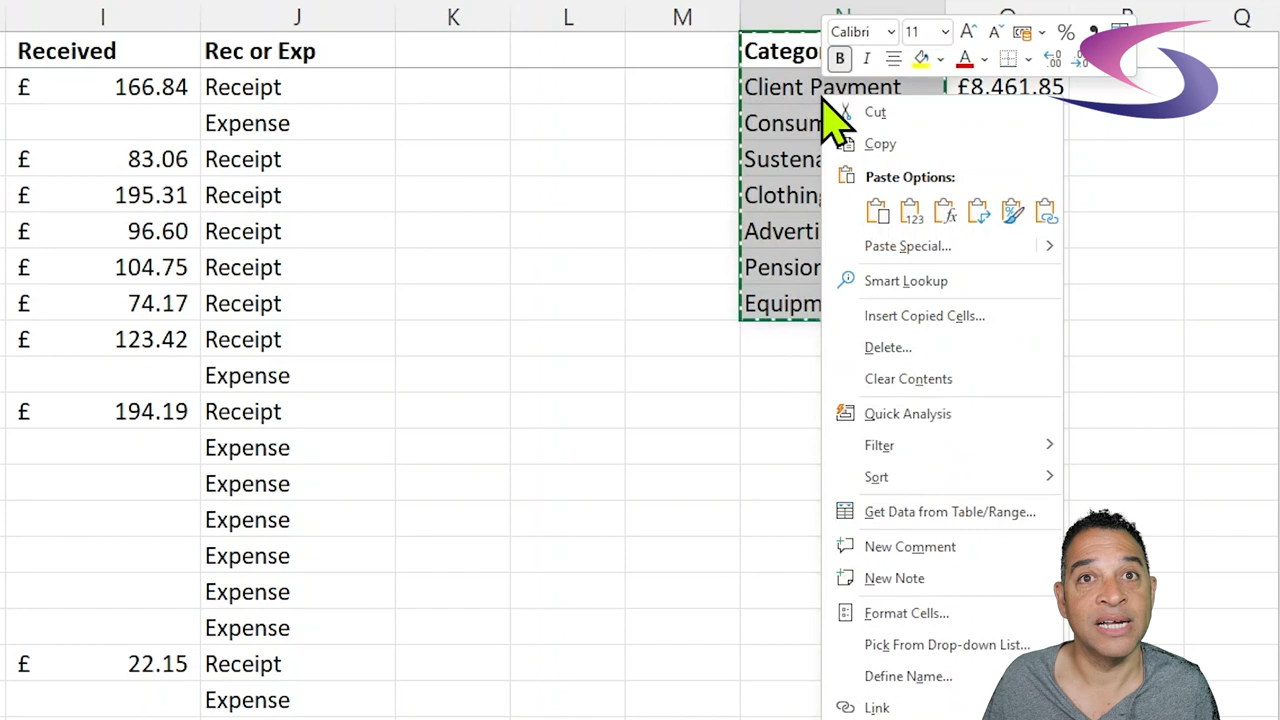 I J K L M Q
Calibri 11
B I
Received Rec or Exp
£ 166.84 Receipt Client Payment £8,461.85
Expense
£ 83.06 Receipt
£ 195.31 Receipt
£ 96.60 Receipt
£ 104.75 Receipt
£ 74.17 Receipt
£ 123.42 Receipt
Expense
£ 194.19 Receipt
Expense
Expense
Expense
Expense
Expense
Expense
£ 22.15 Receipt
Expense
Cut
Copy
Paste Options:
Paste Special...
Smart Lookup
Insert Copied Cells...
Delete...
Clear Contents
Quick Analysis
Filter
Sort
Get Data from Table/Range...
New Comment
New Note
Format Cells...
Pick From Drop-down List...
Define Name...
Link